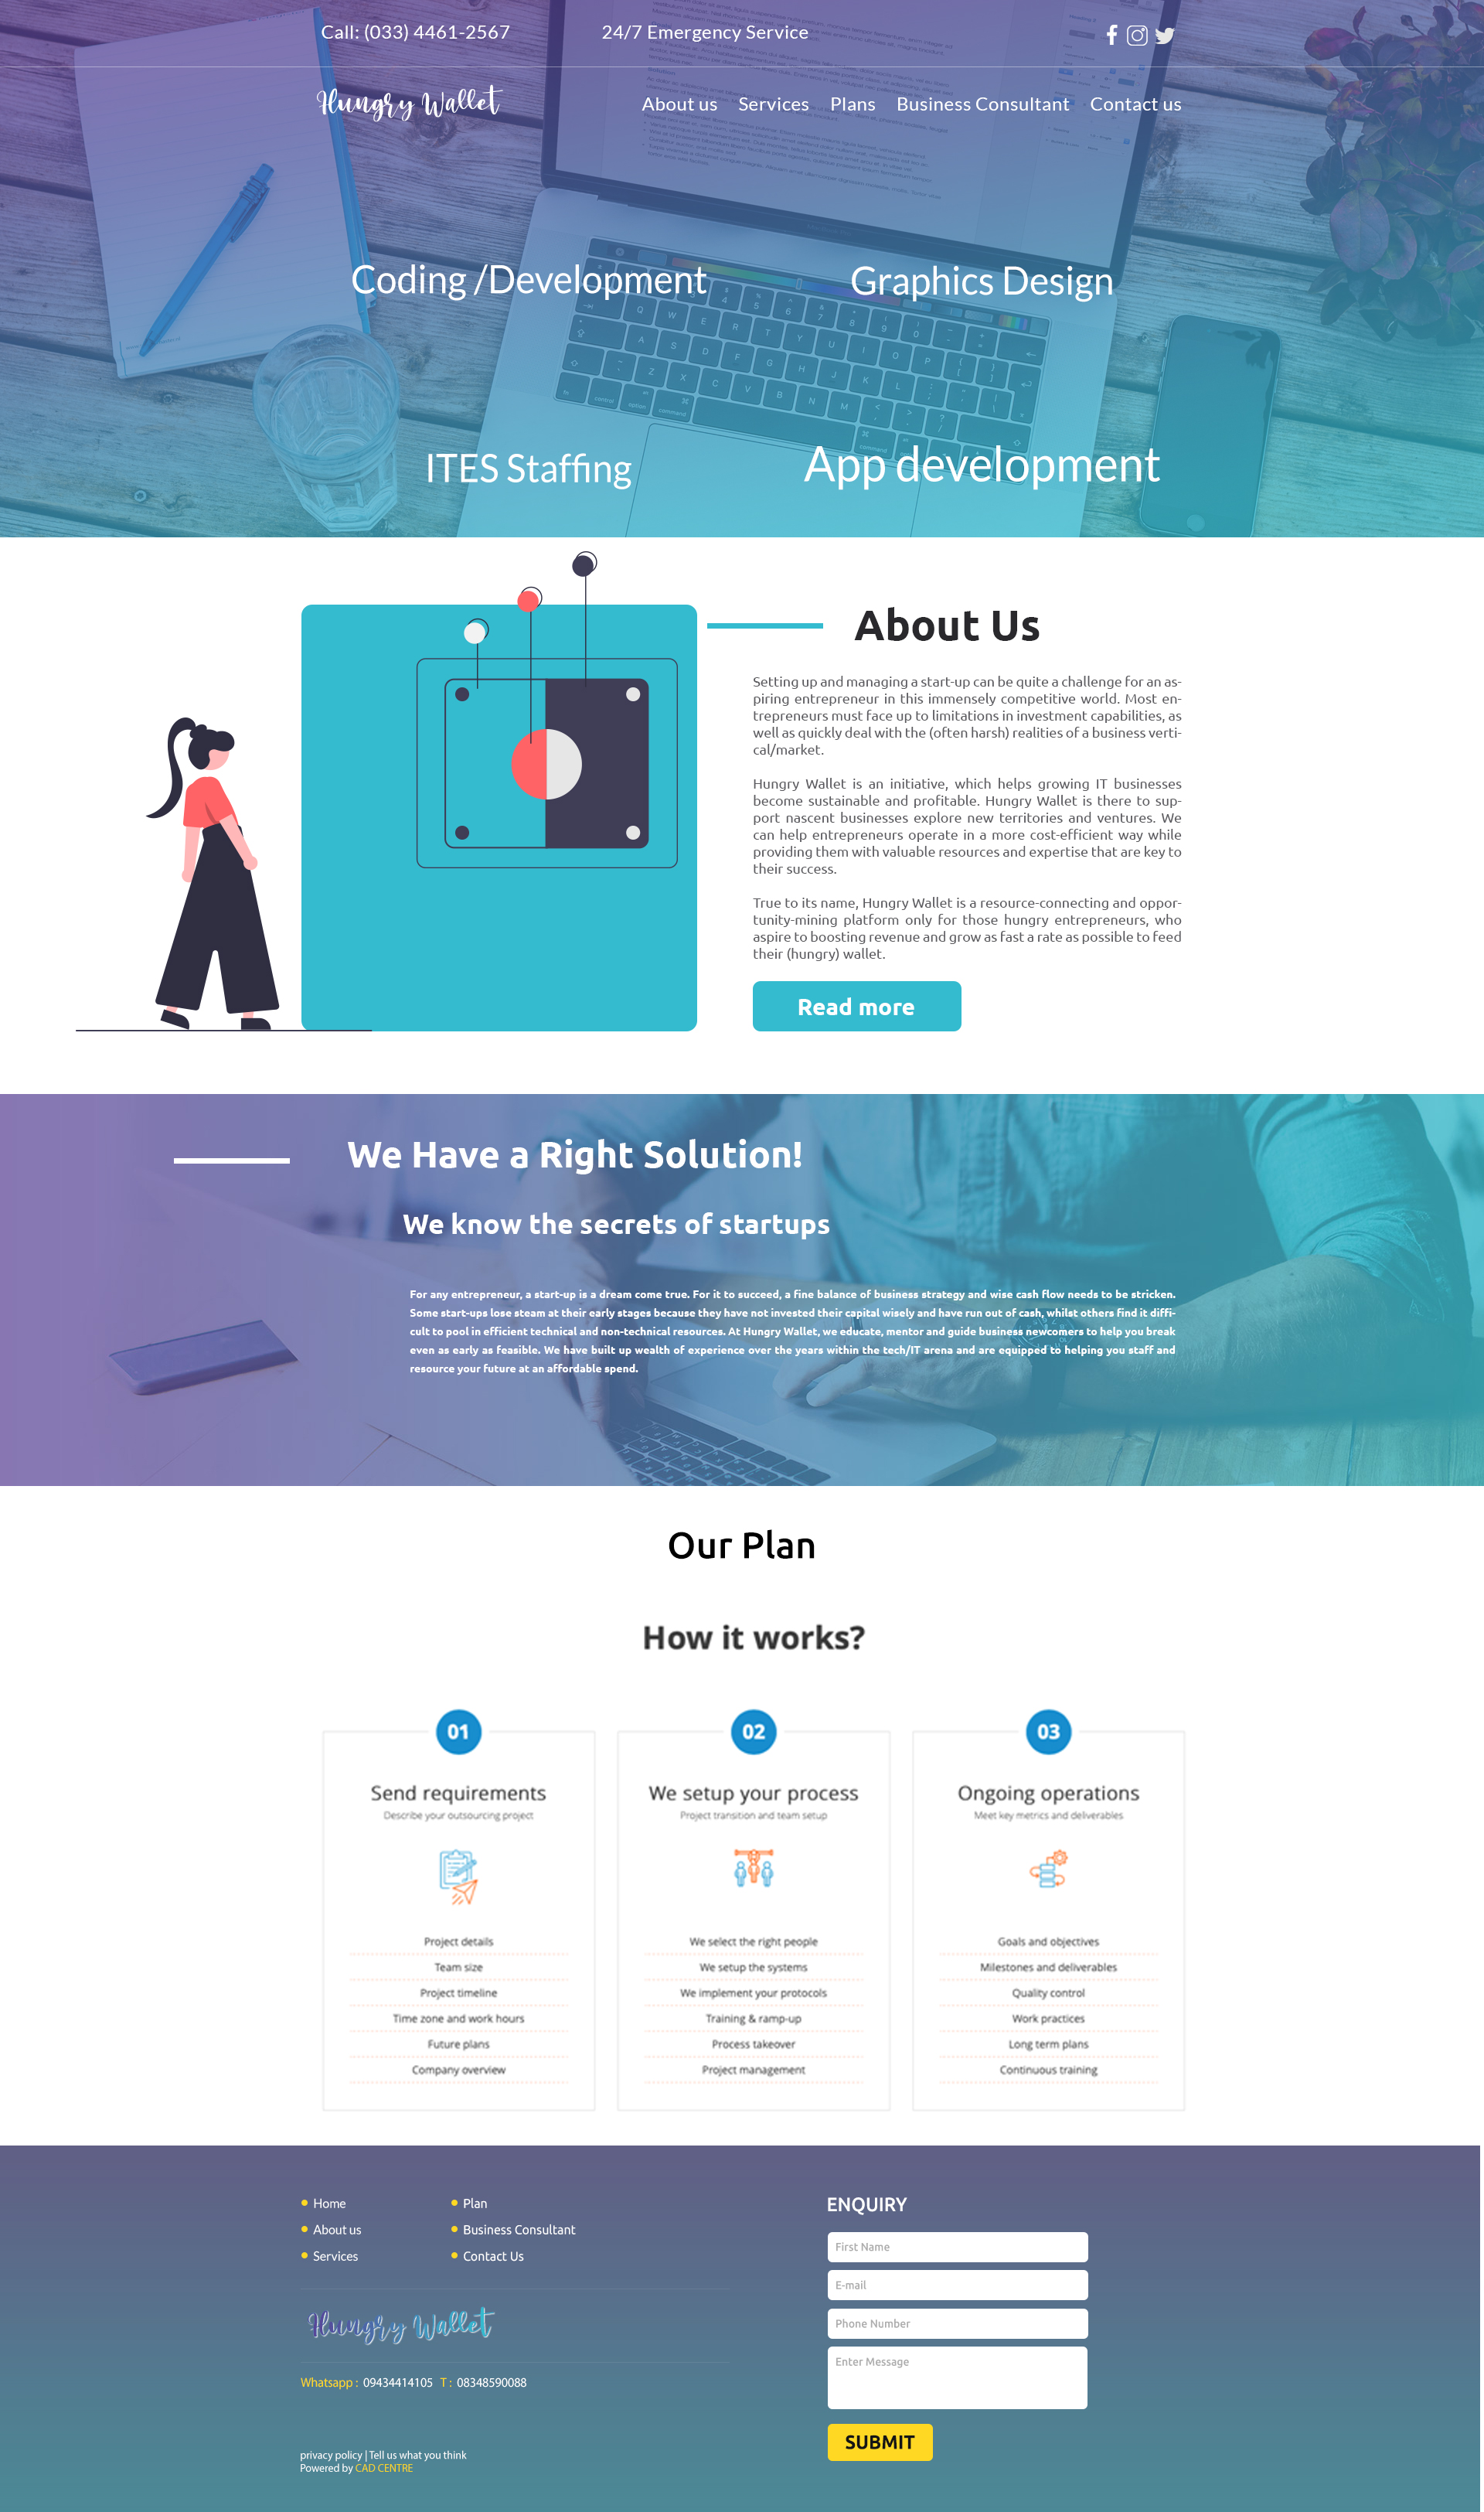 Call: (033) 4461-2567 24/7 Emergency Service
Hungry Wallet About us Services Plans Business Consultant Contact us
Coding /Development Graphics Design
ITES Staffing App development
About Us
Setting up and managing a start-up can be quite a challenge for an as-
piring entrepreneur in this immensely competitive world. Most en-
trepreneurs must face up to limitations in investment capabilities, as
well as quickly deal with the (often harsh) realities of a business verti-
cal/market.
Hungry Wallet is an initiative, which helps growing IT businesses
become sustainable and profitable. Hungry Wallet is there to sup-
port nascent businesses explore new territories and ventures. We
can help entrepreneurs operate in a more cost-efficient way while
providing them with valuable resources and expertise that are key to
their success.
True to its name, Hungry Wallet is a resource-connecting and oppor-
tunity-mining platform only for those hungry entrepreneurs, who
aspire to boosting revenue and grow as fast a rate as possible to feed
their (hungry) wallet.
Read more
We Have a Right Solution!
We know the secrets of startups
For any entrepreneur, a start-up is a dream come true. For it to succeed, a fine balance of business strategy and wise cash flow needs to be stricken.
Some start-ups lose steam at their early stages because they have not invested their capital wisely and have run out of cash, whilst others find it diffi-
cult to pool in efficient technical and non-technical resources. At Hungry Wallet, we educate, mentor and guide business newcomers to help you break
even as early as feasible. We have built up wealth of experience over the years within the tech/IT arena and are equipped to helping you staff and
resource your future at an affordable spend.
Our Plan
How it works?
01
Send requirements
Describe your outsourcing project
Project details
Team size
Project timeline
Time zone and work hours
Future plans
Company overview
02
We setup your process
Project transition and team setup
We select the right people
We setup the systems
We implement your protocols
Training & ramp-up
Process takeover
Project management
03
Ongoing operations
Meet key metrics and deliverables
Goals and objectives
Milestones and deliverables
Quality control
Work practices
Long term plans
Continuous training
Home
About us
Services
Plan
Business Consultant
Contact Us
Hungry Wallet
Whatsapp : 09434414105 T : 08348590088
privacy policy | Tell us what you think
Powered by CAD CENTRE
ENQUIRY
First Name
E-mail
Phone Number
Enter Message
SUBMIT